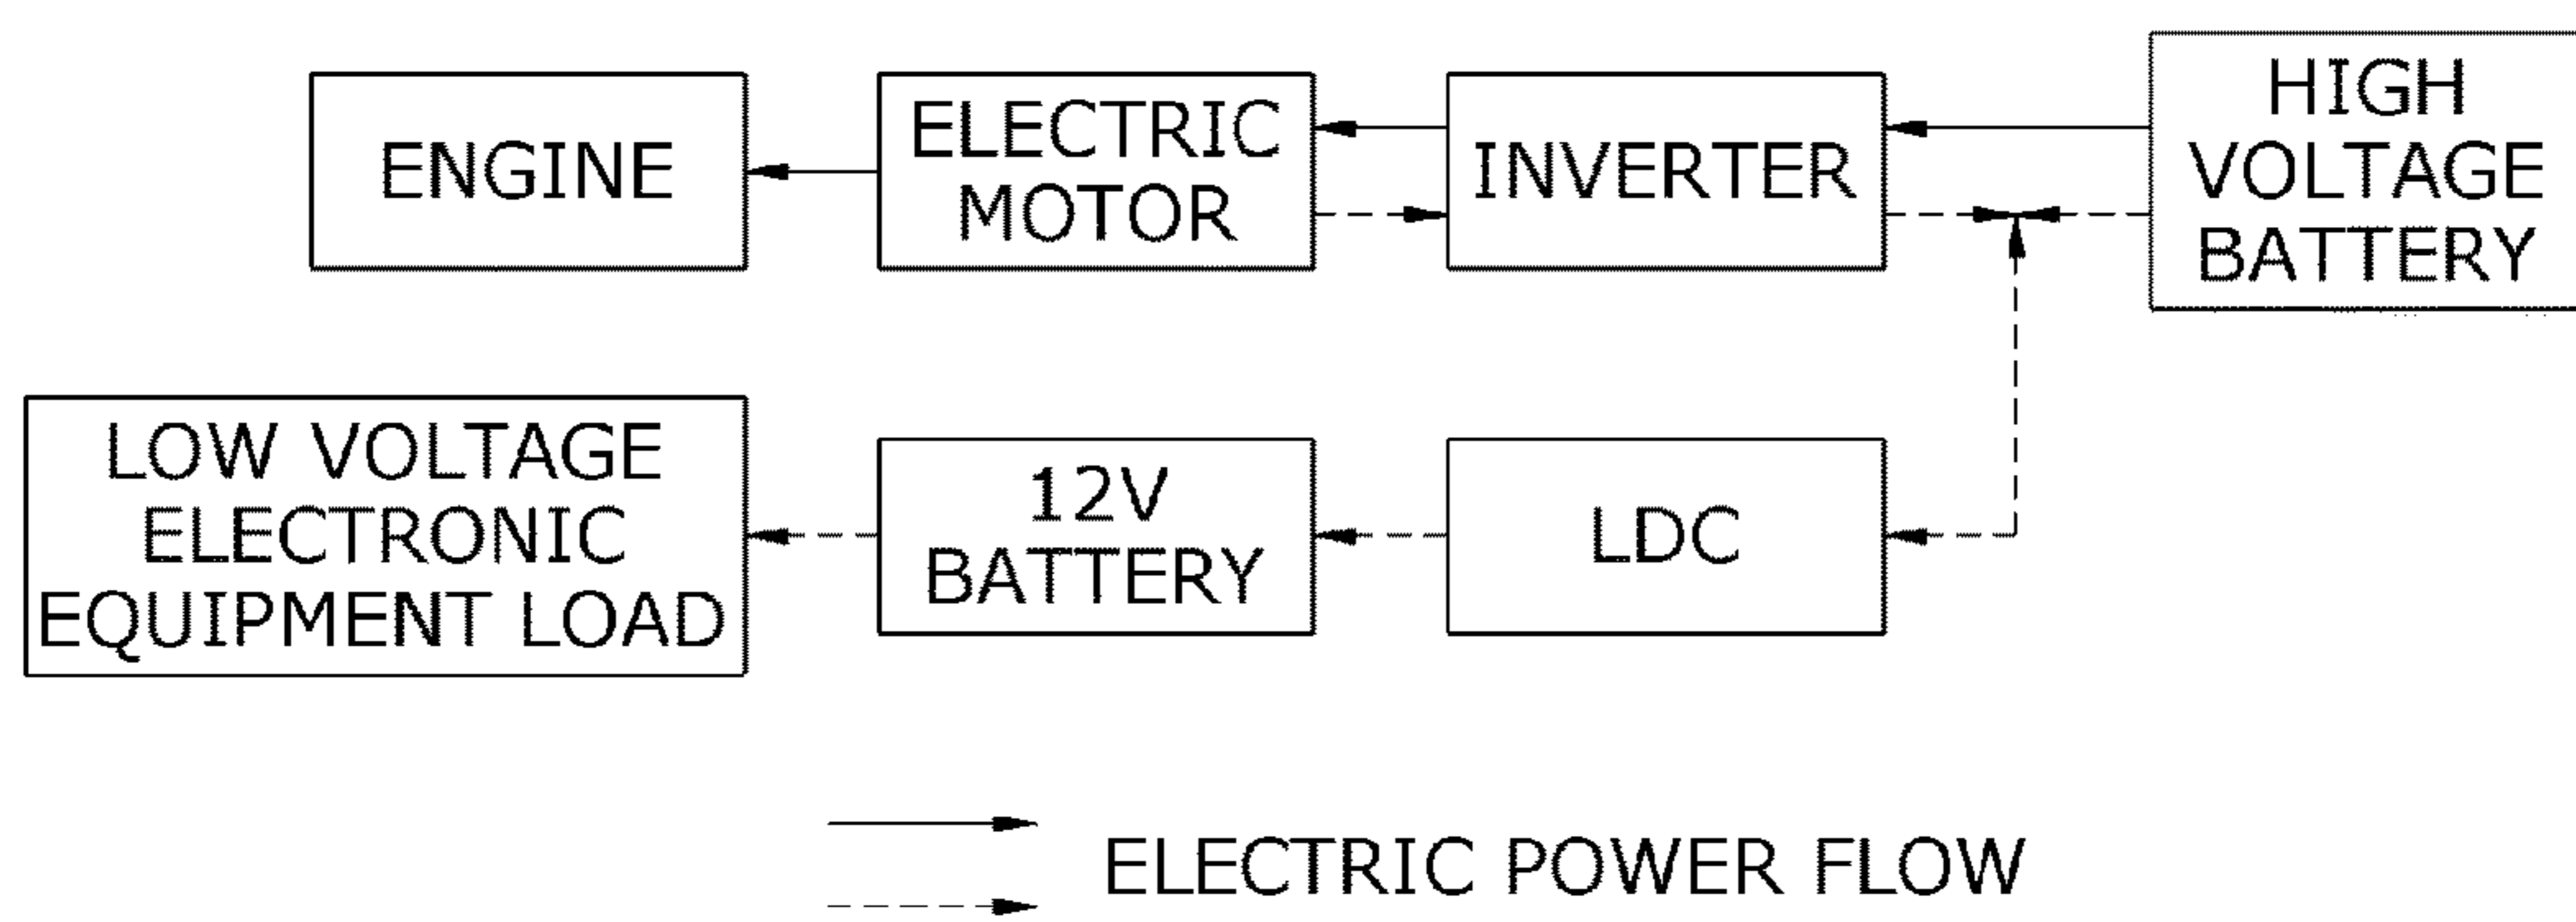 ENGINE
ELECTRIC
MOTOR
INVERTER
HIGH
VOLTAGE
BATTERY
LOW VOLTAGE
ELECTRONIC
EQUIPMENT LOAD
12V
BATTERY
LDC
ELECTRIC POWER FLOW